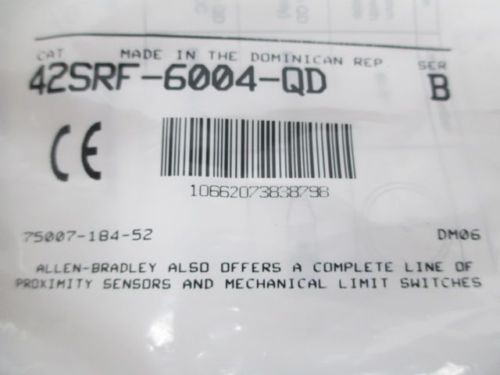 CAT MADE IN THE DOMINICAN REP SER
42SRF-6004-QD B
CE
10662073838798
75007-184-52 DM06
ALLEN-BRADLEY ALSO OFFERS A COMPLETE LINE OF
PROXIMITY SENSORS AND MECHANICAL LIMIT SWITCHES